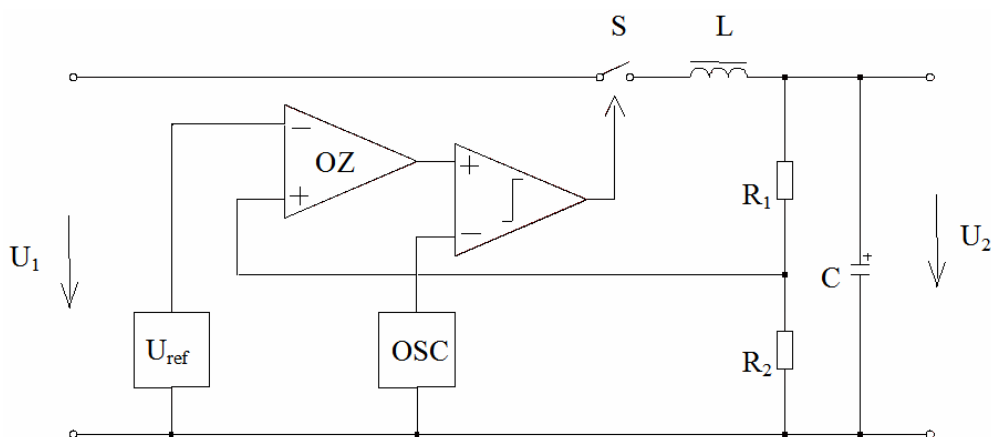 S
L
−
OZ
+
+
−
R₁
R₂
+
C
U₁
U₂
Uref
OSC